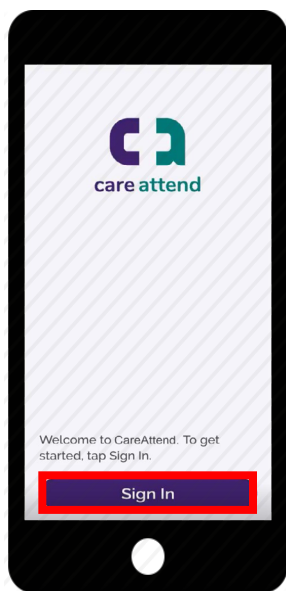 care attend
Welcome to CareAttend. To get
started, tap Sign In.
Sign In